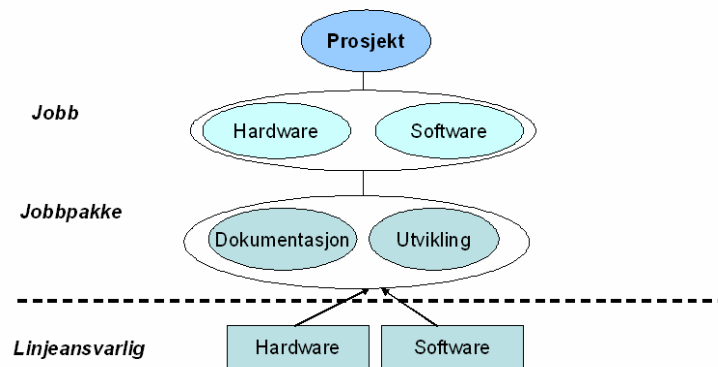 Prosjekt
Jobb
Hardware Software
Jobbpakke
Dokumentasjon Utvikling
Linjeansvarlig
Hardware Software